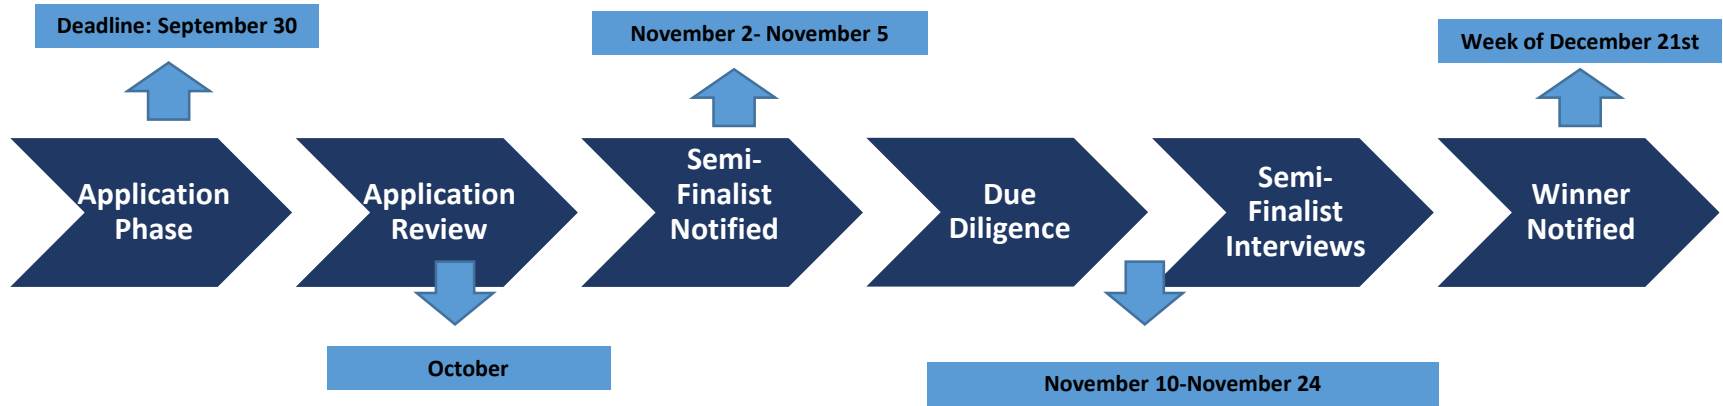 Deadline: September 30
November 2- November 5
Week of December 21st
Application
Phase
Application
Review
Semi-
Finalist
Notified
Due
Diligence
Semi-
Finalist
Interviews
Winner
Notified
October
November 10-November 24